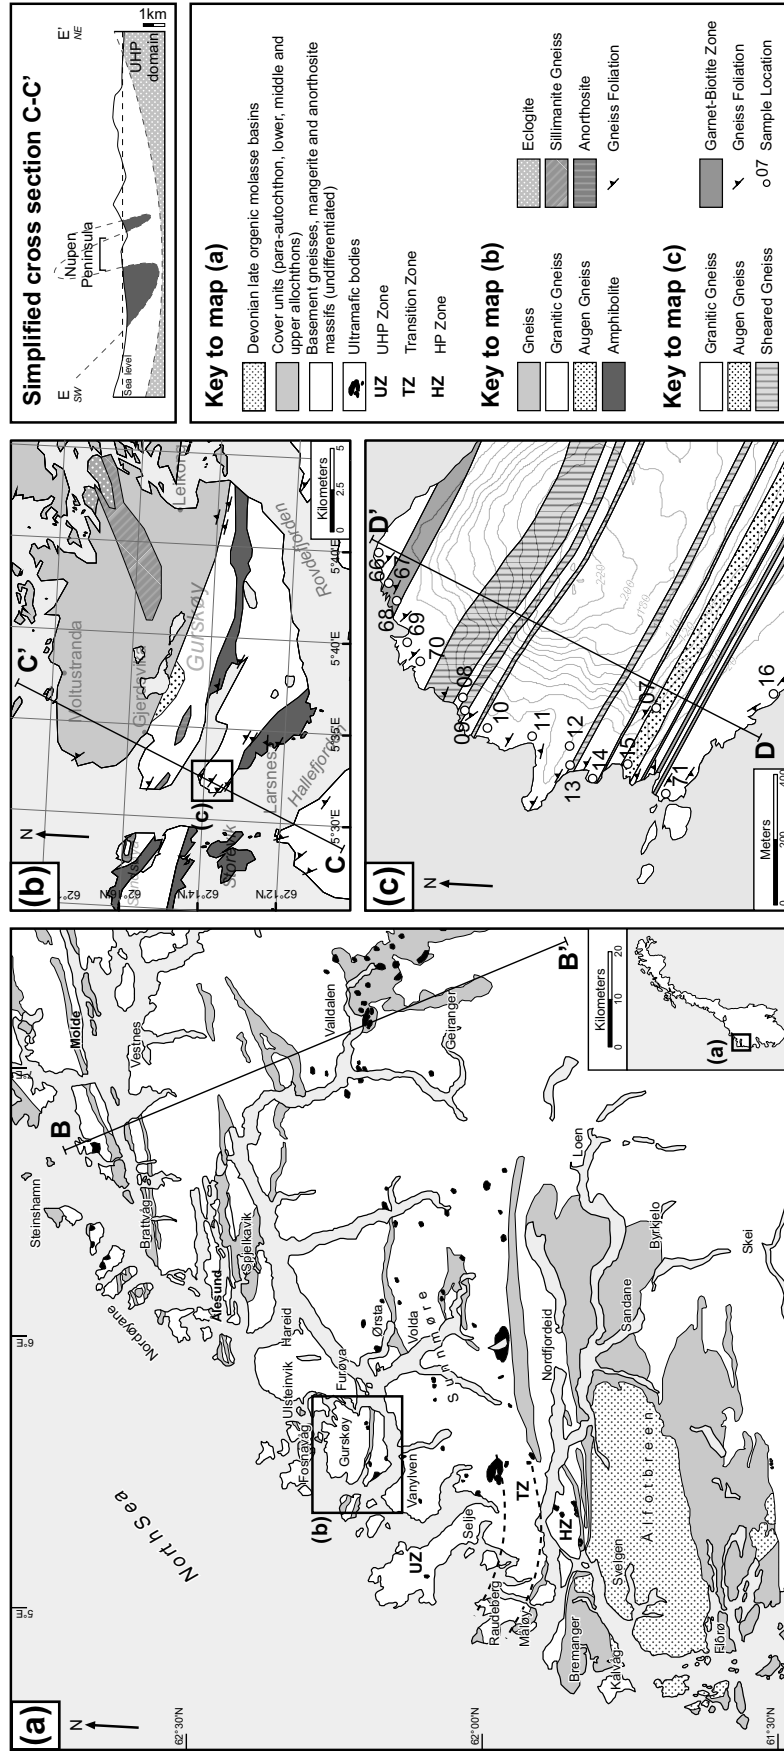 (a)
N
62°30'N
62°00'N
61°30'N
5°E
6°E
7°E
North Sea
Steinshamn
Molde
B
Vestnes
Nordøyane
Brattvåg
Ålesund
Spjelkavik
Hareid
Ulsteinvik
Fosnavåg
Gurskøy
Furøya
(b)
Ørsta
Volda
Sunnmøre
Vanylven
Selje
UZ
Valldalen
Geiranger
B'
Raudeberg
Måløy
TZ
HZ
Nordfjordeid
Loen
Bremanger
Kalvåg
Svelgen
Ålfotbreen
Sandane
Byrkjelo
Skei
Florø
Kilometers
0 10 20
(a)
(b)
N
C'
Moltustranda
Gjerdsvika
Gurskøy
Leikong
62°16'N
62°14'N
62°12'N
(c)
Larsnes
Hallefjorden
Rovdefjorden
C
5°30'E
5°35'E
5°40'E
5°40'E
Kilometers
0 2.5 5
(c)
N
D'
66
67
68
69
70
08
09
10
11
12
13
14
15
07
71
16
D
220
200
Meters
0 200 400
Simplified cross section C-C'
E
SW
E'
NE
1km
Nupen
Peninsula
Sea level
UHP
domain
Key to map (a)
Devonian late orgenic molasse basins
Cover units (para-autochthon, lower, middle and
upper allochthons)
Basement gneisses, mangerite and anorthosite
massifs (undifferentiated)
Ultramafic bodies
UZ UHP Zone
TZ Transition Zone
HZ HP Zone
Key to map (b)
Gneiss
Granitic Gneiss
Augen Gneiss
Amphibolite
Eclogite
Sillimanite Gneiss
Anorthosite
Gneiss Foliation
Key to map (c)
Granitic Gneiss
Augen Gneiss
Sheared Gneiss
Garnet-Biotite Zone
Gneiss Foliation
07 Sample Location